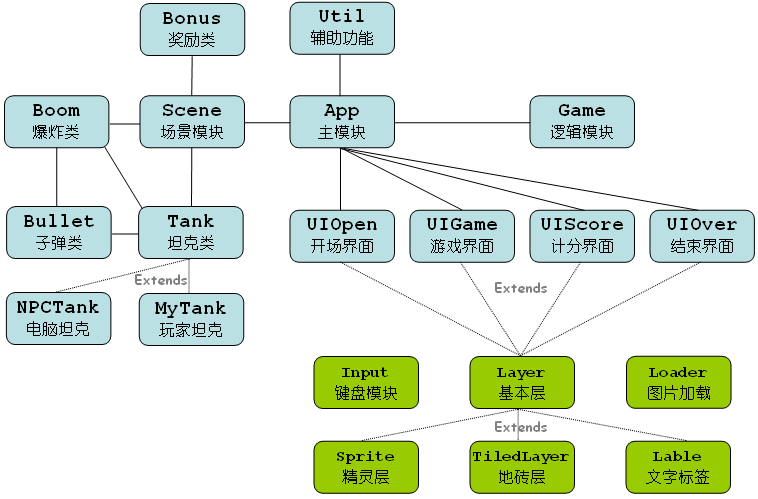 Bonus
奖励类
Util
辅助功能
Boom
爆炸类
Scene
场景模块
App
主模块
Game
逻辑模块
Bullet
子弹类
Tank
坦克类
UIOpen
开场界面
UIGame
游戏界面
UIScore
计分界面
UIOver
结束界面
Extends
Extends
NPCTank
电脑坦克
MyTank
玩家坦克
Input
键盘模块
Layer
基本层
Loader
图片加载
Extends
Sprite
精灵层
TiledLayer
地砖层
Lable
文字标签